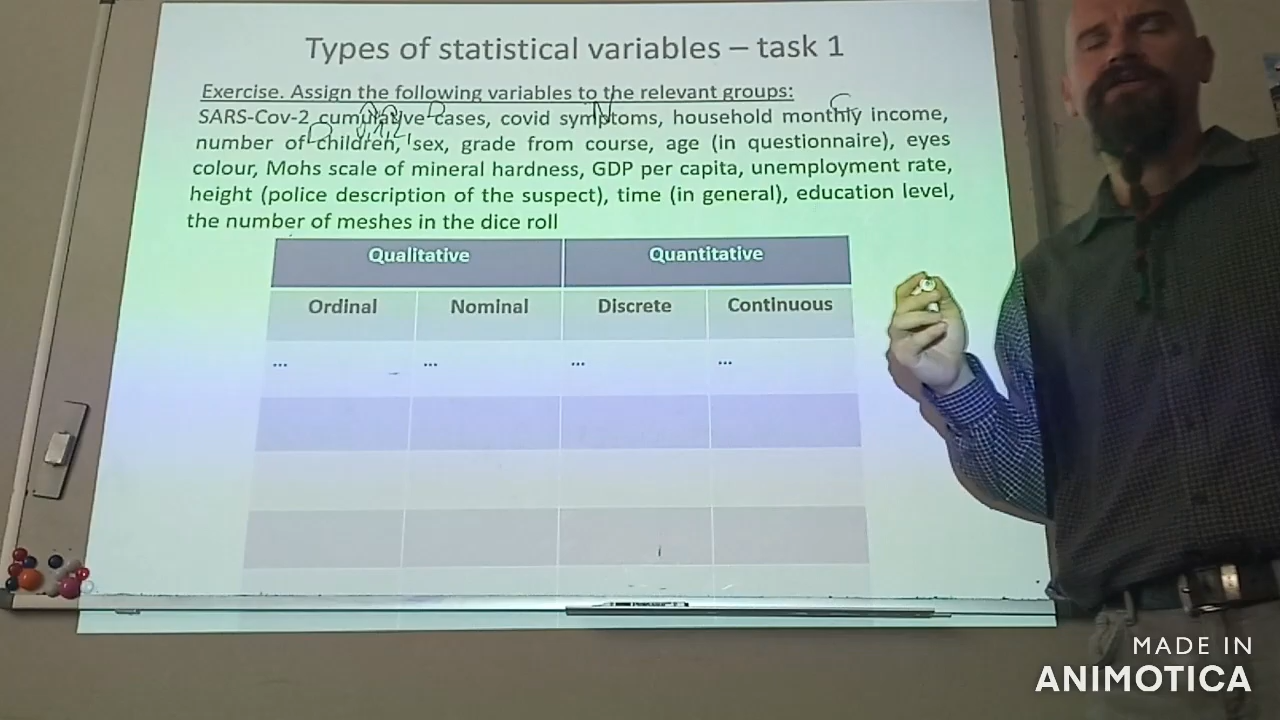 Types of statistical variables – task 1
Exercise. Assign the following variables to the relevant groups:
SARS-Cov-2 cumulative cases, covid symptoms, household monthly income,
number of children, sex, grade from course, age (in questionnaire), eyes
colour, Mohs scale of mineral hardness, GDP per capita, unemployment rate,
height (police description of the suspect), time (in general), education level,
the number of meshes in the dice roll
D N C
D 0,1,2,
Qualitative Quantitative
Ordinal Nominal Discrete Continuous
... ... ... ...
MADE IN
ANIMOTICA